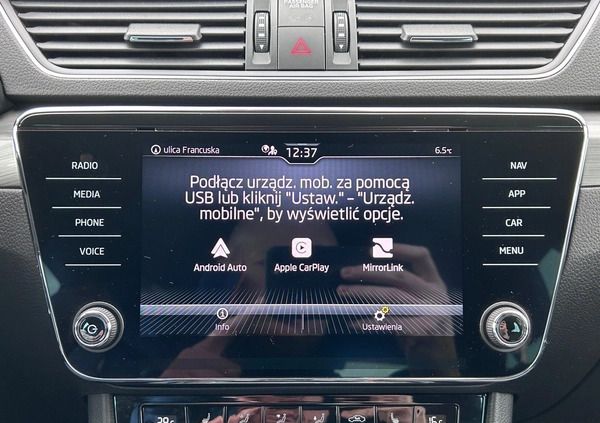 PASSENGER
AIR BAG
ulica Francuska
12:37
6.5°C
RADIO
MEDIA
PHONE
VOICE
Podłącz urządz. mob. za pomocą
USB lub kliknij "Ustaw." – "Urządz.
mobilne", by wyświetlić opcje.
Android Auto
Apple CarPlay
MirrorLink
Info
Ustawienia
NAV
APP
CAR
MENU